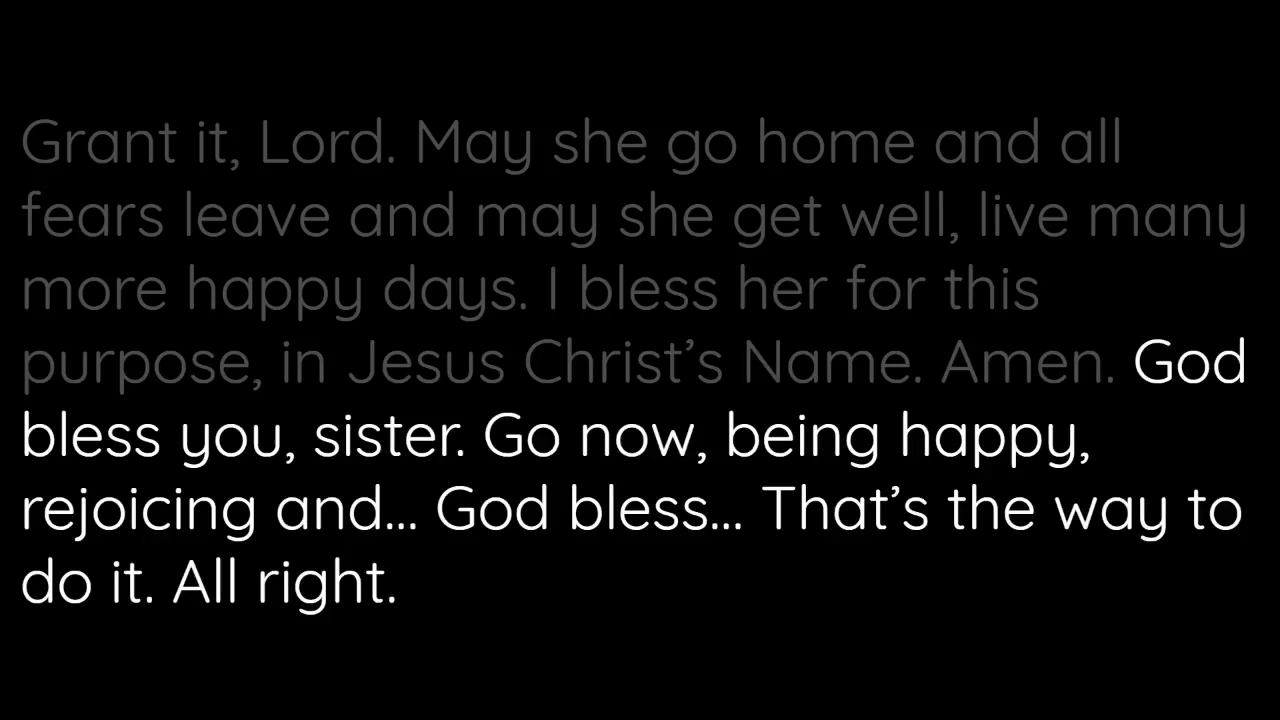 Grant it, Lord. May she go home and all
fears leave and may she get well, live many
more happy days. I bless her for this
purpose, in Jesus Christ’s Name. Amen. God
bless you, sister. Go now, being happy,
rejoicing and... God bless... That’s the way to
do it. All right.